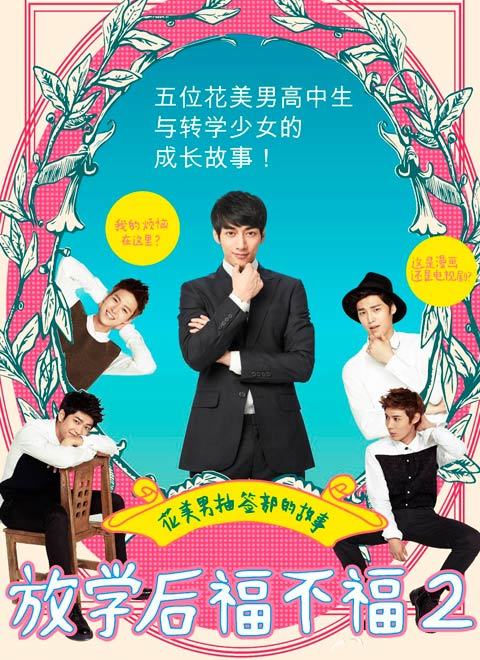 五位花美男高中生
与转学少女的
成长故事！
我的烦恼
在这里？
这是漫画
还是电视剧？
花美男抽签部的故事
放学后福不福2